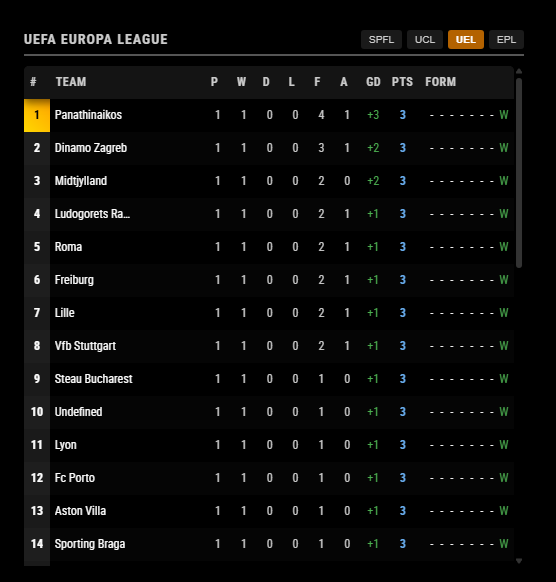 UEFA EUROPA LEAGUE SPFL UCL UEL EPL
# TEAM P W D L F A GD PTS FORM
1 Panathinaikos 1 1 0 0 4 1 +3 3 - - - - - - - W
2 Dinamo Zagreb 1 1 0 0 3 1 +2 3 - - - - - - - W
3 Midtjylland 1 1 0 0 2 0 +2 3 - - - - - - - W
4 Ludogorets Ra... 1 1 0 0 2 1 +1 3 - - - - - - - W
5 Roma 1 1 0 0 2 1 +1 3 - - - - - - - W
6 Freiburg 1 1 0 0 2 1 +1 3 - - - - - - - W
7 Lille 1 1 0 0 2 1 +1 3 - - - - - - - W
8 Vfb Stuttgart 1 1 0 0 2 1 +1 3 - - - - - - - W
9 Steau Bucharest 1 1 0 0 1 0 +1 3 - - - - - - - W
10 Undefined 1 1 0 0 1 0 +1 3 - - - - - - - W
11 Lyon 1 1 0 0 1 0 +1 3 - - - - - - - W
12 Fc Porto 1 1 0 0 1 0 +1 3 - - - - - - - W
13 Aston Villa 1 1 0 0 1 0 +1 3 - - - - - - - W
14 Sporting Braga 1 1 0 0 1 0 +1 3 - - - - - - - W